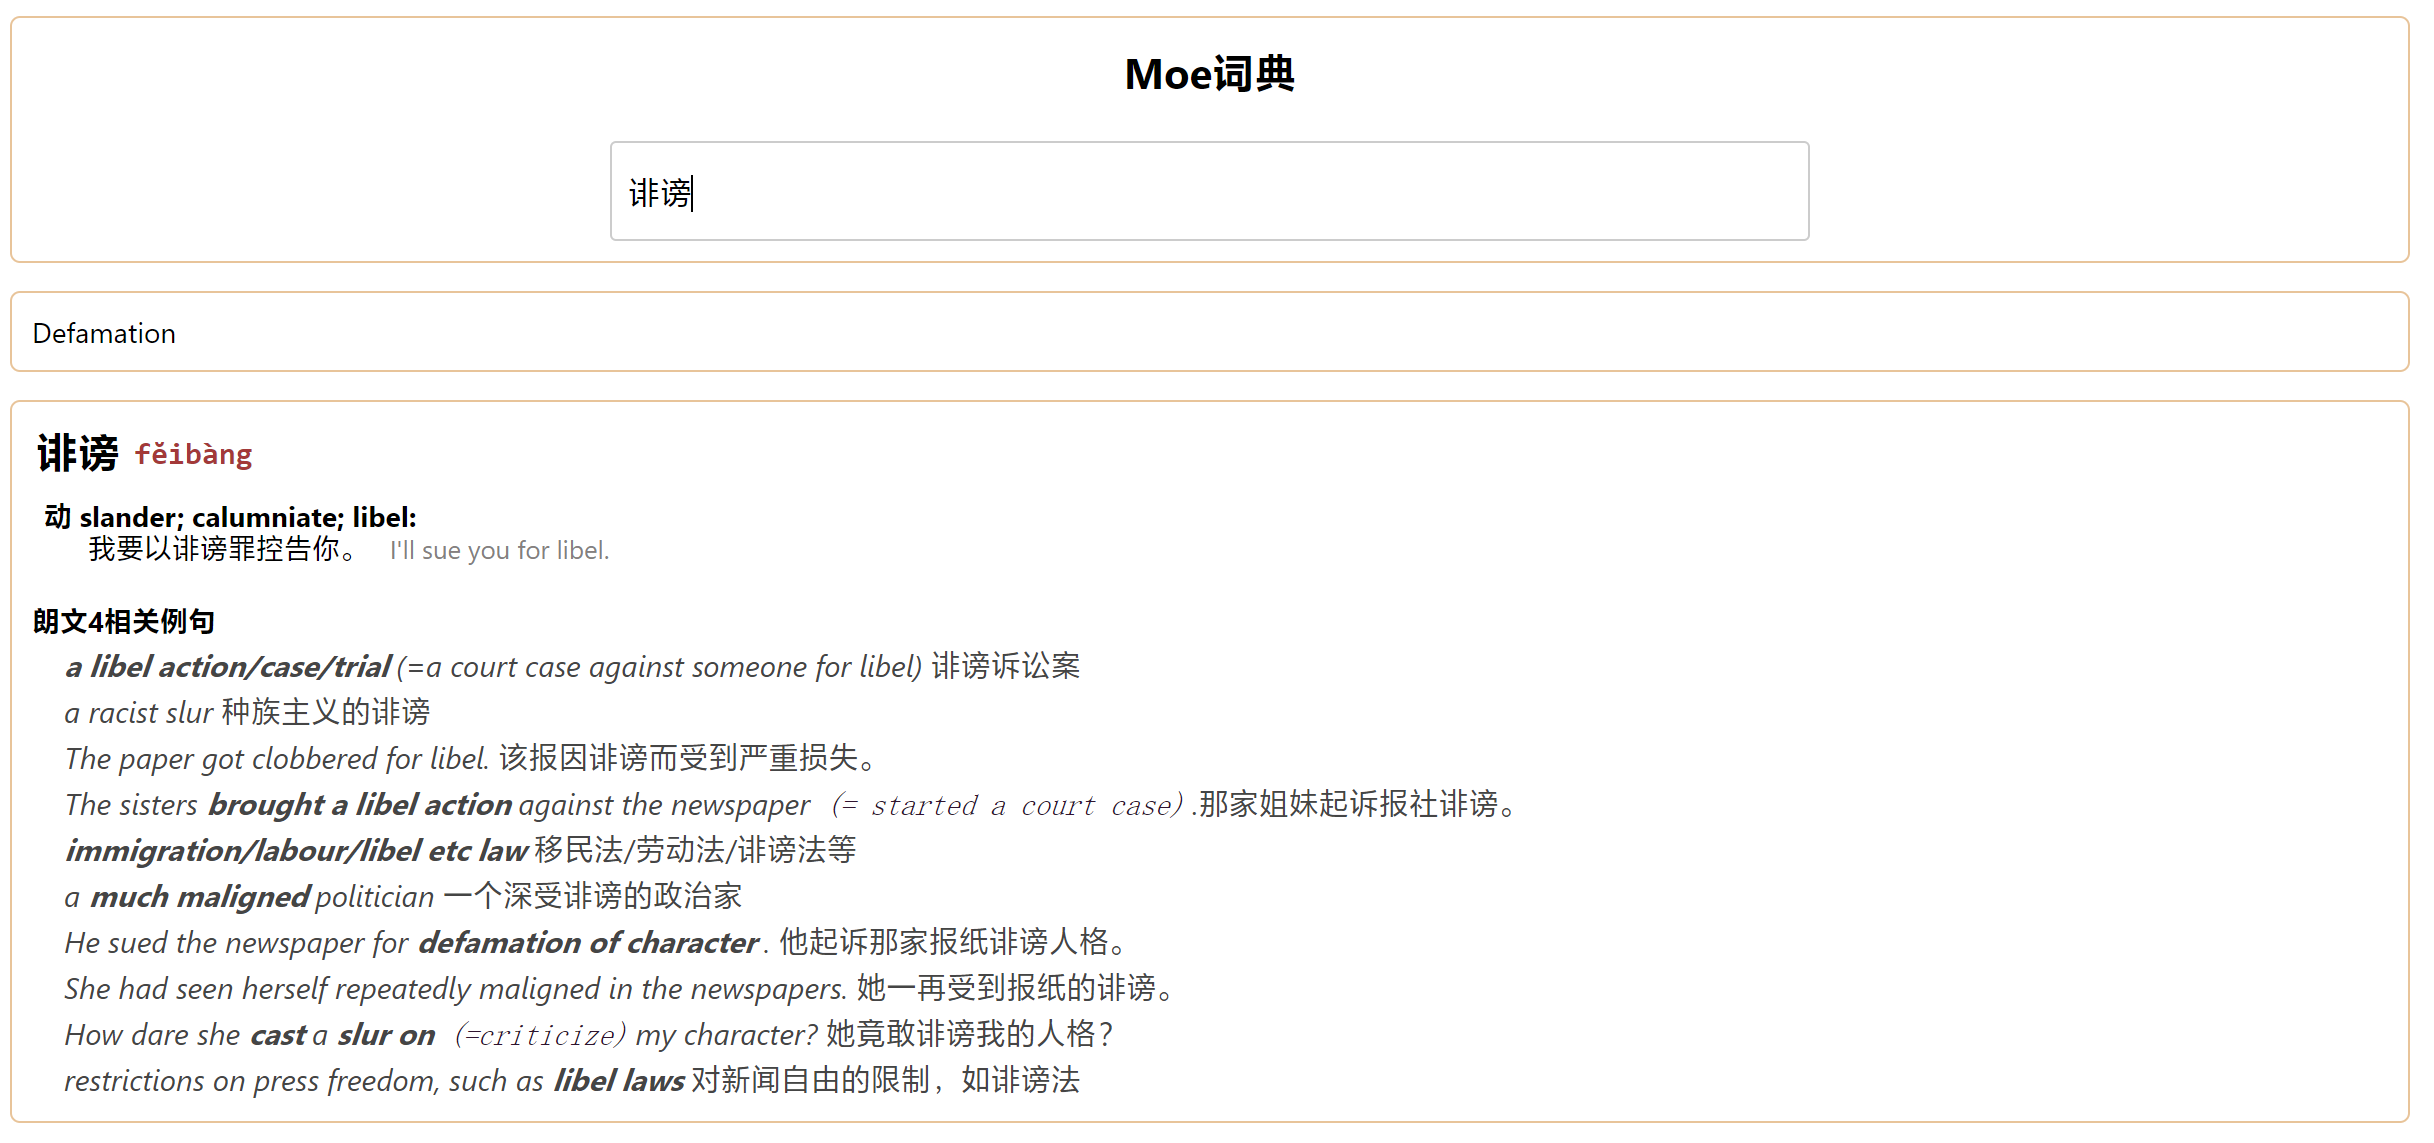 Moe词典
诽谤
Defamation
诽谤 fěibàng
动 slander; calumniate; libel:
我要以诽谤罪控告你。 I'll sue you for libel.
朗文4相关例句
a libel action/case/trial (=a court case against someone for libel) 诽谤诉讼案
a racist slur 种族主义的诽谤
The paper got clobbered for libel. 该报因诽谤而受到严重损失。
The sisters brought a libel action against the newspaper（= started a court case）.那家姐妹起诉报社诽谤。
immigration/labour/libel etc law 移民法/劳动法/诽谤法等
a much maligned politician 一个深受诽谤的政治家
He sued the newspaper for defamation of character . 他起诉那家报纸诽谤人格。
She had seen herself repeatedly maligned in the newspapers. 她一再受到报纸的诽谤。
How dare she cast a slur on（=criticize）my character? 她竟敢诽谤我的人格？
restrictions on press freedom, such as libel laws 对新闻自由的限制，如诽谤法